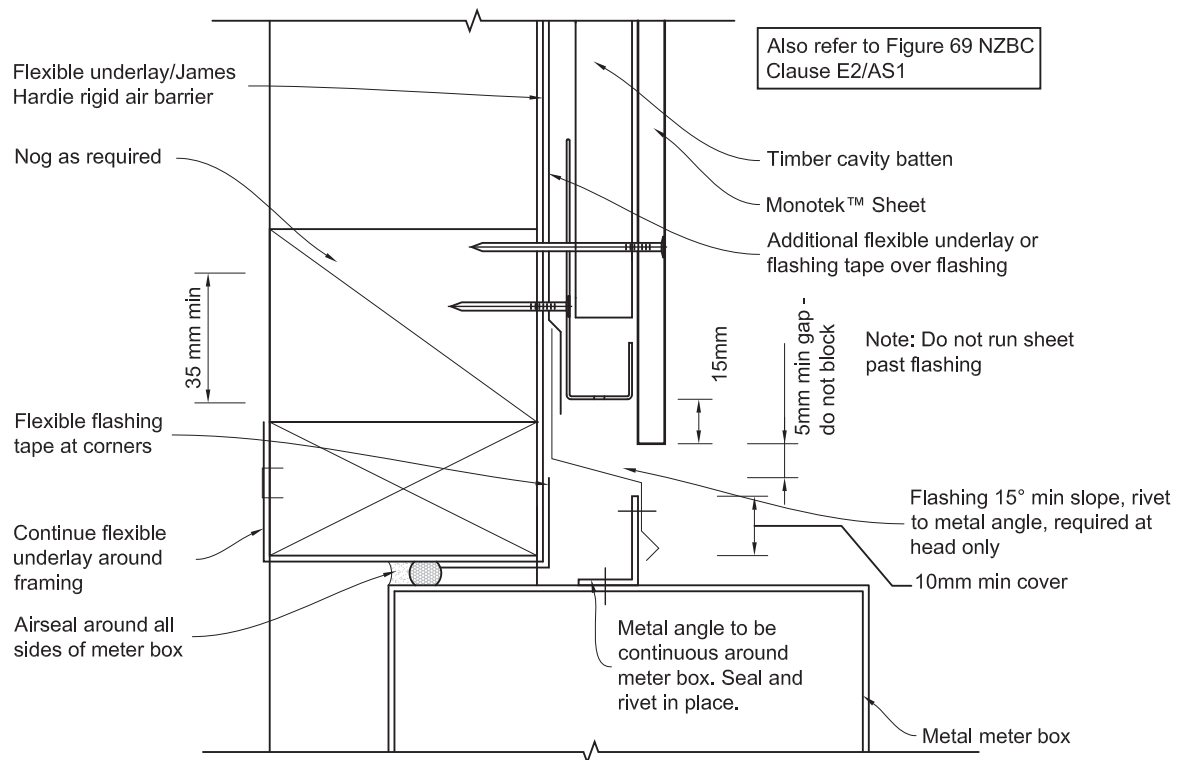 Also refer to Figure 69 NZBC
Clause E2/AS1
Flexible underlay/James
Hardie rigid air barrier
Nog as required
Timber cavity batten
Monotek™ Sheet
Additional flexible underlay or
flashing tape over flashing
35 mm min
15mm
5mm min gap -
do not block
Note: Do not run sheet
past flashing
Flexible flashing
tape at corners
Flashing 15° min slope, rivet
to metal angle, required at
head only
Continue flexible
underlay around
framing
10mm min cover
Airseal around all
sides of meter box
Metal angle to be
continuous around
meter box. Seal and
rivet in place.
Metal meter box